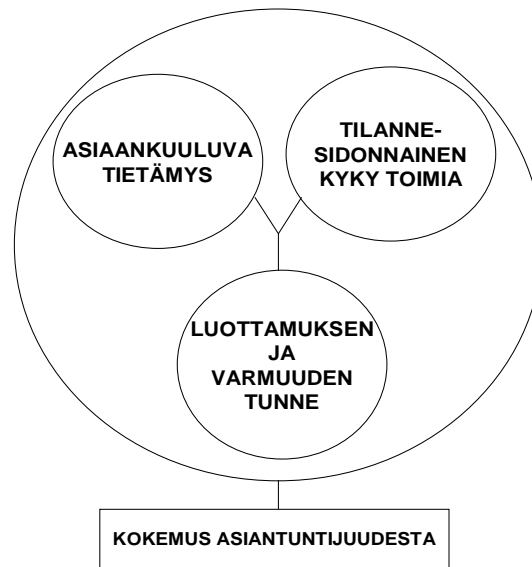 ASIAANKUULUVA
TIETÄMYS
TILANNE-
SIDONNAINEN
KYKY TOIMIA
LUOTTAMUKSEN
JA
VARMUUDEN
TUNNE
KOKEMUS ASIANTUNTIJUUDESTA